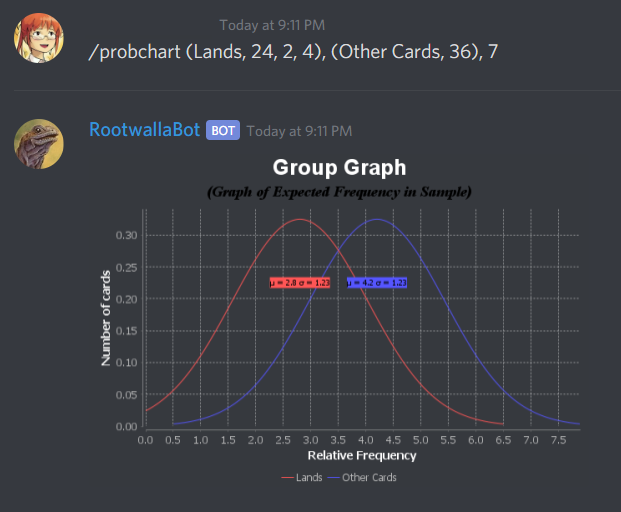 Today at 9:11 PM
/probchart (Lands, 24, 2, 4), (Other Cards, 36), 7
RootwallaBot BOT Today at 9:11 PM
Group Graph
(Graph of Expected Frequency in Sample)
Number of cards
0.30
0.25
0.20
0.15
0.10
0.05
0.00
μ = 2.8 σ = 1.23
μ = 4.2 σ = 1.23
0.0 0.5 1.0 1.5 2.0 2.5 3.0 3.5 4.0 4.5 5.0 5.5 6.0 6.5 7.0 7.5
Relative Frequency
Lands Other Cards